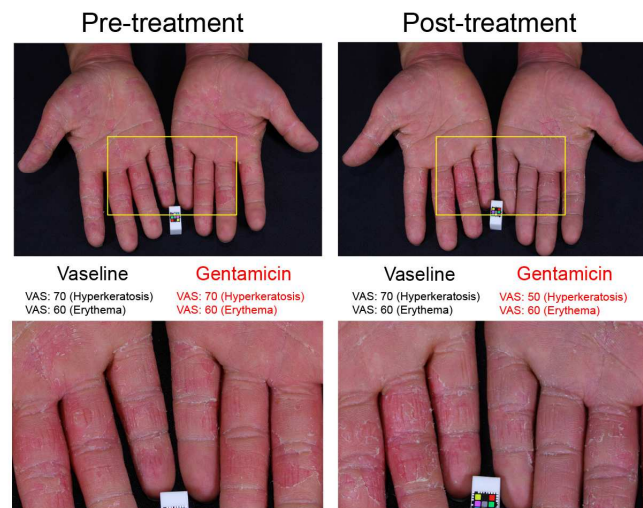 Pre-treatment
Post-treatment
Vaseline
VAS: 70 (Hyperkeratosis)
VAS: 60 (Erythema)
Gentamicin
VAS: 70 (Hyperkeratosis)
VAS: 60 (Erythema)
Vaseline
VAS: 70 (Hyperkeratosis)
VAS: 60 (Erythema)
Gentamicin
VAS: 50 (Hyperkeratosis)
VAS: 60 (Erythema)